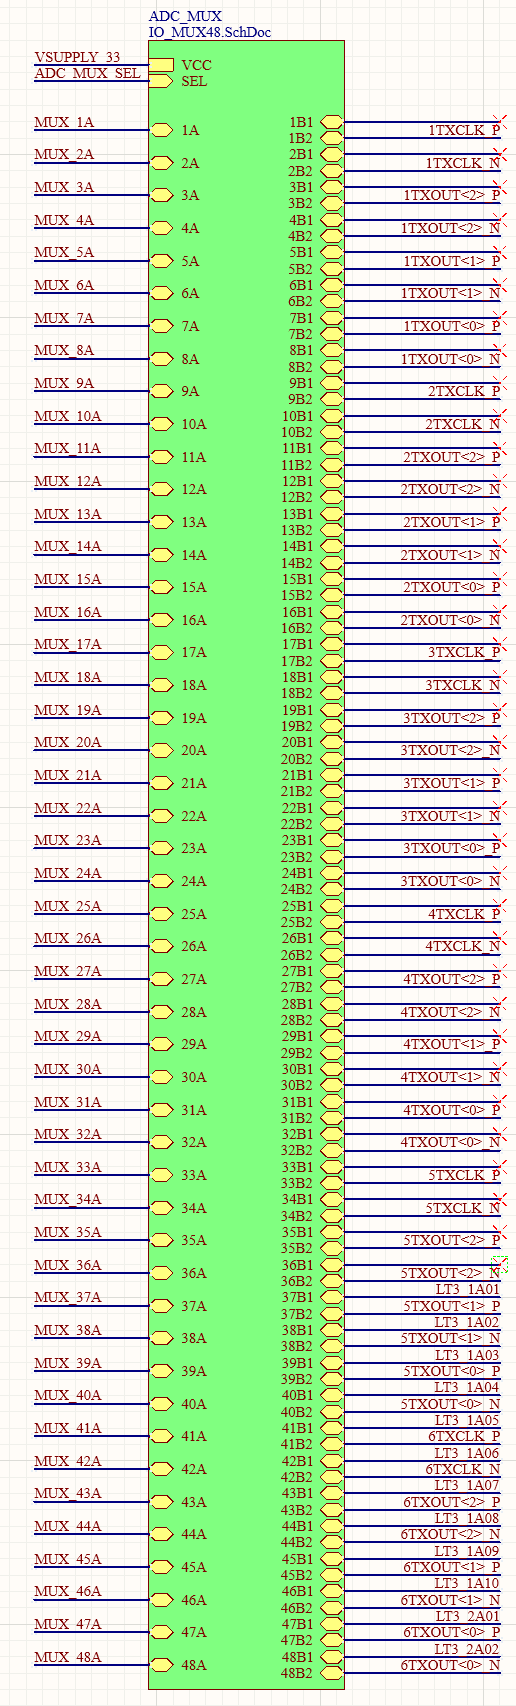 ADC_MUX
IO_MUX48.SchDoc
VSUPPLY_33 VCC
ADC_MUX_SEL SEL
MUX_1A 1A 1B1
1B2 1TXCLK_P
MUX_2A 2A 2B1
2B2 1TXCLK_N
MUX_3A 3A 3B1
3B2 1TXOUT<2>_P
MUX_4A 4A 4B1
4B2 1TXOUT<2>_N
MUX_5A 5A 5B1
5B2 1TXOUT<1>_P
MUX_6A 6A 6B1
6B2 1TXOUT<1>_N
MUX_7A 7A 7B1
7B2 1TXOUT<0>_P
MUX_8A 8A 8B1
8B2 1TXOUT<0>_N
MUX_9A 9A 9B1
9B2 2TXCLK_P
MUX_10A 10A 10B1
10B2 2TXCLK_N
MUX_11A 11A 11B1
11B2 2TXOUT<2>_P
MUX_12A 12A 12B1
12B2 2TXOUT<2>_N
MUX_13A 13A 13B1
13B2 2TXOUT<1>_P
MUX_14A 14A 14B1
14B2 2TXOUT<1>_N
MUX_15A 15A 15B1
15B2 2TXOUT<0>_P
MUX_16A 16A 16B1
16B2 2TXOUT<0>_N
MUX_17A 17A 17B1
17B2 3TXCLK_P
MUX_18A 18A 18B1
18B2 3TXCLK_N
MUX_19A 19A 19B1
19B2 3TXOUT<2>_P
MUX_20A 20A 20B1
20B2 3TXOUT<2>_N
MUX_21A 21A 21B1
21B2 3TXOUT<1>_P
MUX_22A 22A 22B1
22B2 3TXOUT<1>_N
MUX_23A 23A 23B1
23B2 3TXOUT<0>_P
MUX_24A 24A 24B1
24B2 3TXOUT<0>_N
MUX_25A 25A 25B1
25B2 4TXCLK_P
MUX_26A 26A 26B1
26B2 4TXCLK_N
MUX_27A 27A 27B1
27B2 4TXOUT<2>_P
MUX_28A 28A 28B1
28B2 4TXOUT<2>_N
MUX_29A 29A 29B1
29B2 4TXOUT<1>_P
MUX_30A 30A 30B1
30B2 4TXOUT<1>_N
MUX_31A 31A 31B1
31B2 4TXOUT<0>_P
MUX_32A 32A 32B1
32B2 4TXOUT<0>_N
MUX_33A 33A 33B1
33B2 5TXCLK_P
MUX_34A 34A 34B1
34B2 5TXCLK_N
MUX_35A 35A 35B1
35B2 5TXOUT<2>_P
MUX_36A 36A 36B1
36B2 5TXOUT<2>_N
MUX_37A 37A 37B1 LT3_1A01
37B2 5TXOUT<1>_P
MUX_38A 38A 38B1 LT3_1A02
38B2 5TXOUT<1>_N
MUX_39A 39A 39B1 LT3_1A03
39B2 5TXOUT<0>_P
MUX_40A 40A 40B1 LT3_1A04
40B2 5TXOUT<0>_N
MUX_41A 41A 41B1 LT3_1A05
41B2 6TXCLK_P
MUX_42A 42A 42B1 LT3_1A06
42B2 6TXCLK_N
MUX_43A 43A 43B1 LT3_1A07
43B2 6TXOUT<2>_P
MUX_44A 44A 44B1 LT3_1A08
44B2 6TXOUT<2>_N
MUX_45A 45A 45B1 LT3_1A09
45B2 6TXOUT<1>_P
MUX_46A 46A 46B1 LT3_1A10
46B2 6TXOUT<1>_N
MUX_47A 47A 47B1 LT3_2A01
47B2 6TXOUT<0>_P
MUX_48A 48A 48B1 LT3_2A02
48B2 6TXOUT<0>_N